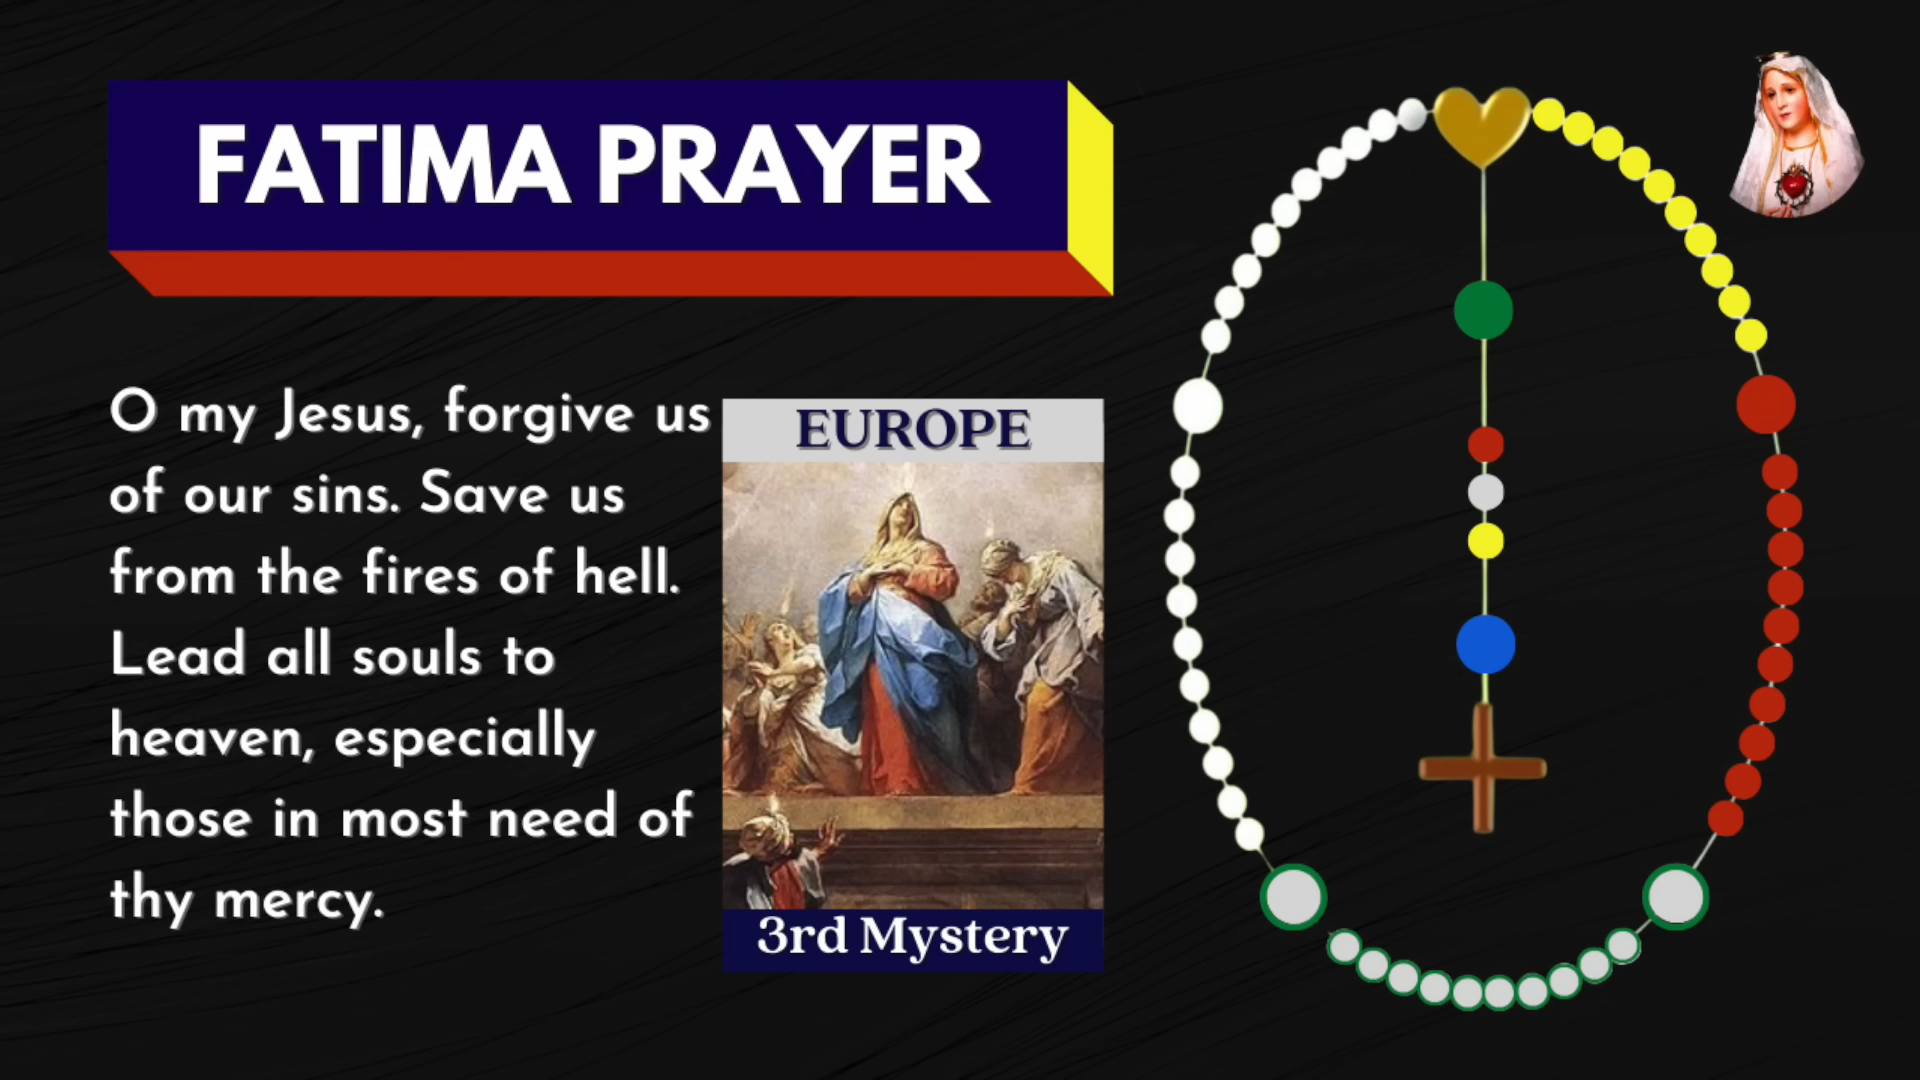 FATIMA PRAYER
O my Jesus, forgive us
of our sins. Save us
from the fires of hell.
Lead all souls to
heaven, especially
those in most need of
thy mercy.
EUROPE
3rd Mystery